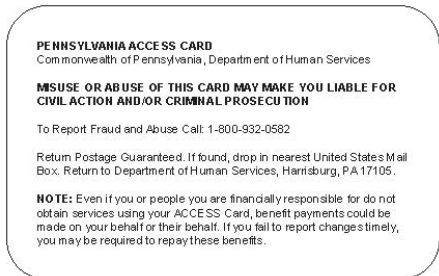 PENNSYLVANIA ACCESS CARD
Commonwealth of Pennsylvania, Department of Human Services
MISUSE OR ABUSE OF THIS CARD MAY MAKE YOU LIABLE FOR
CIVIL ACTION AND/OR CRIMINAL PROSECUTION
To Report Fraud and Abuse Call: 1-800-932-0582
Return Postage Guaranteed. If found, drop in nearest United States Mail
Box. Return to Department of Human Services, Harrisburg, PA 17105.
NOTE: Even if you or people you are financially responsible for do not
obtain services using your ACCESS Card, benefit payments could be
made on your behalf or their behalf. If you fail to report changes timely,
you may be required to repay these benefits.